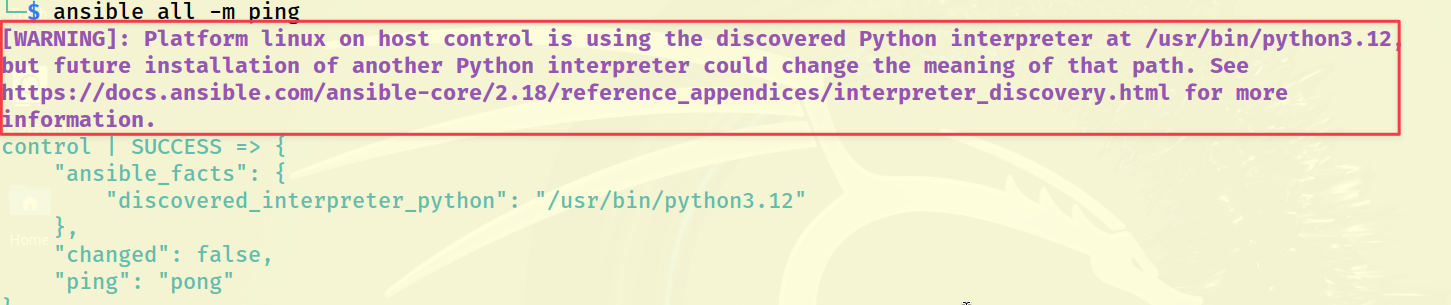 └─$ ansible all -m ping
[WARNING]: Platform linux on host control is using the discovered Python interpreter at /usr/bin/python3.12,
but future installation of another Python interpreter could change the meaning of that path. See
https://docs.ansible.com/ansible-core/2.18/reference_appendices/interpreter_discovery.html for more
information.
control | SUCCESS => {
    "ansible_facts": {
        "discovered_interpreter_python": "/usr/bin/python3.12"
    },
Home
    "changed": false,
    "ping": "pong"
}